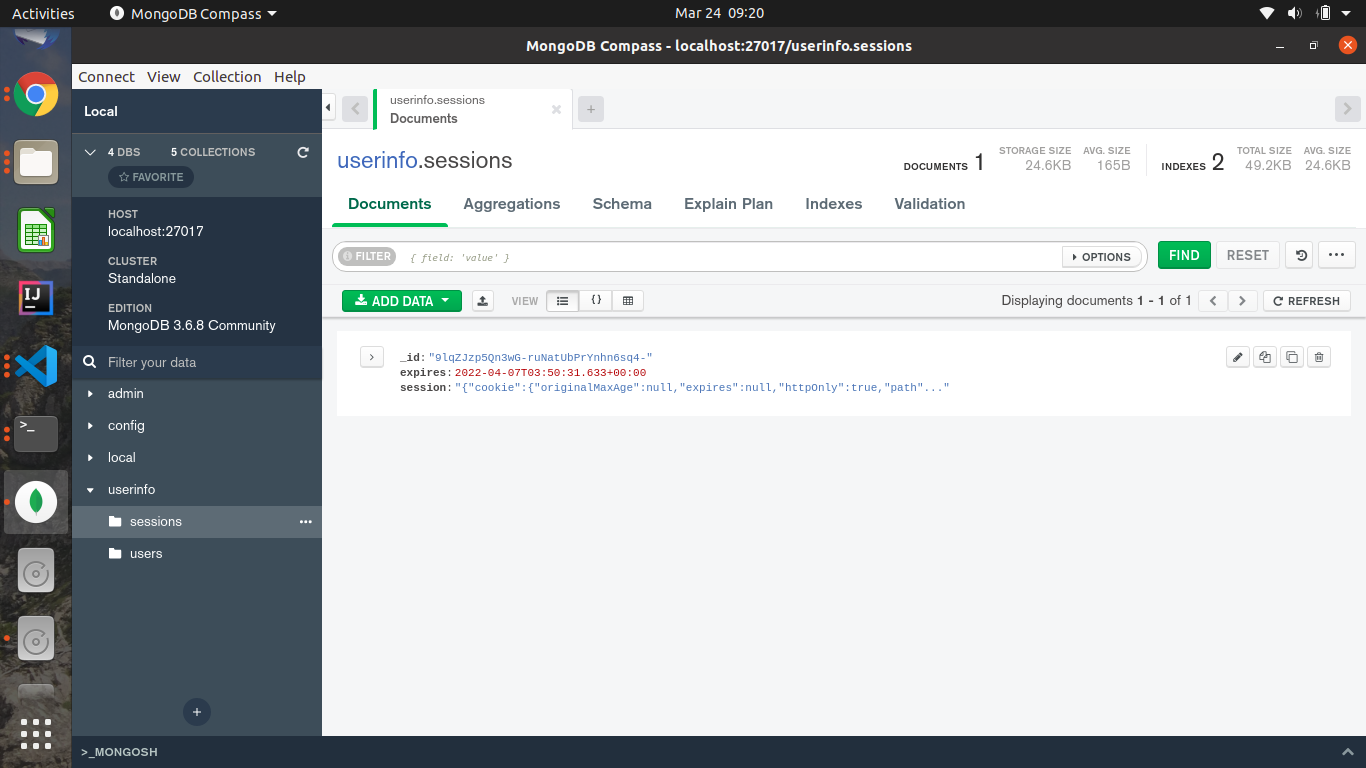 Activities MongoDB Compass Mar 24 09:20
MongoDB Compass - localhost:27017/userinfo.sessions
Connect View Collection Help
Local
4 DBS 5 COLLECTIONS
FAVORITE
HOST
localhost:27017
CLUSTER
Standalone
EDITION
MongoDB 3.6.8 Community
Filter your data
admin
config
local
userinfo
sessions
users
userinfo.sessions
Documents
userinfo.sessions
DOCUMENTS 1 STORAGE SIZE 24.6KB AVG. SIZE 165B INDEXES 2 TOTAL SIZE 49.2KB AVG. SIZE 24.6KB
Documents Aggregations Schema Explain Plan Indexes Validation
FILTER { field: 'value' } OPTIONS FIND RESET
ADD DATA VIEW {} Displaying documents 1 - 1 of 1 REFRESH
_id:"9lqZJzp5Qn3wG-ruNatUbPrYnhn6sq4-"
expires:2022-04-07T03:50:31.633+00:00
session:"{"cookie":{"originalMaxAge":null,"expires":null,"httpOnly":true,"path"..."
>_MONGOSH